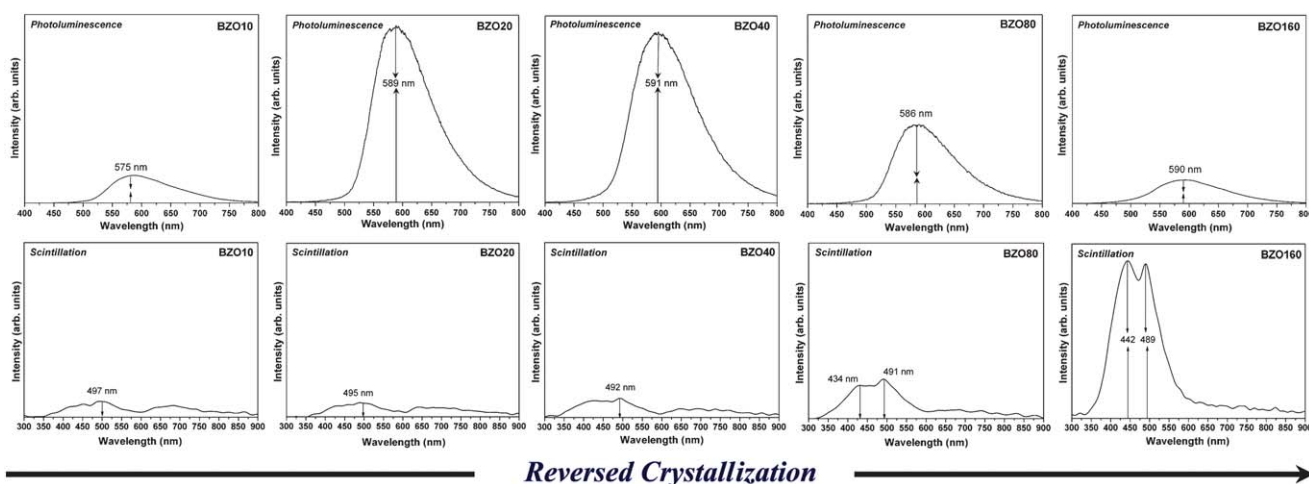 Photoluminescence BZO10
575 nm
Intensity (arb. units)
400 450 500 550 600 650 700 750 800
Wavelength (nm)
Photoluminescence BZO20
589 nm
Intensity (arb. units)
400 450 500 550 600 650 700 750 800
Wavelength (nm)
Photoluminescence BZO40
591 nm
Intensity (arb. units)
400 450 500 550 600 650 700 750 800
Wavelength (nm)
Photoluminescence BZO80
586 nm
Intensity (arb. units)
400 450 500 550 600 650 700 750 800
Wavelength (nm)
Photoluminescence BZO160
590 nm
Intensity (arb. units)
400 450 500 550 600 650 700 750 800
Wavelength (nm)
Scintillation BZO10
497 nm
Intensity (arb. units)
300 350 400 450 500 550 600 650 700 750 800 850 900
Wavelength (nm)
Scintillation BZO20
495 nm
Intensity (arb. units)
300 350 400 450 500 550 600 650 700 750 800 850 900
Wavelength (nm)
Scintillation BZO40
492 nm
Intensity (arb. units)
300 350 400 450 500 550 600 650 700 750 800 850 900
Wavelength (nm)
Scintillation BZO80
434 nm 491 nm
Intensity (arb. units)
300 350 400 450 500 550 600 650 700 750 800 850 900
Wavelength (nm)
Scintillation BZO160
442 489
Intensity (arb. units)
300 350 400 450 500 550 600 650 700 750 800 850 900
Wavelength (nm)
Reversed Crystallization